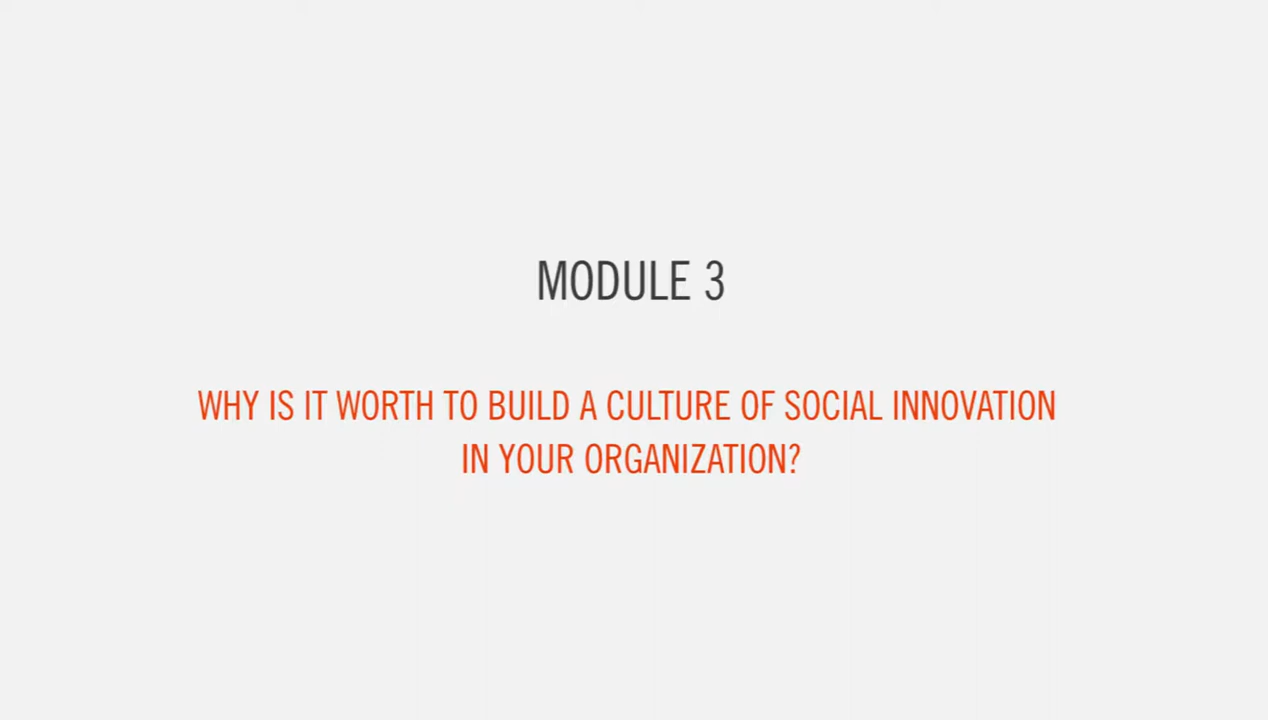 MODULE 3
WHY IS IT WORTH TO BUILD A CULTURE OF SOCIAL INNOVATION
IN YOUR ORGANIZATION?